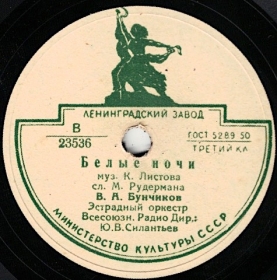 ЛЕНИНГРАДСКИЙ ЗАВОД
В
23536
ГОСТ 5289 50
ТРЕТИЙ КЛ
Белые ночи
муз. К. Листова
сл. М. Рудермана
В. А. Бунчиков
Эстрадный оркестр
Всесоюзн. Радио Дир.:
Ю.В.Силантьев
МИНИСТЕРСТВО КУЛЬТУРЫ СССР